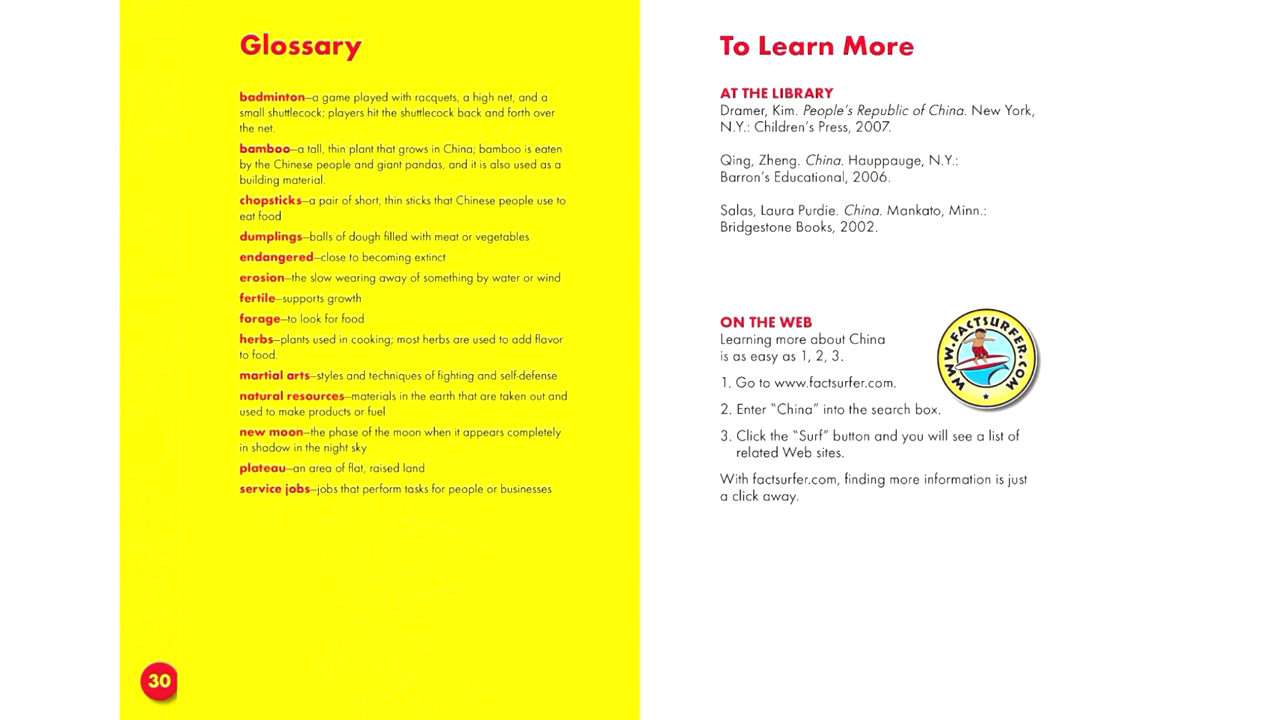 Glossary
badminton—a game played with racquets, a high net, and a
small shuttlecock; players hit the shuttlecock back and forth over
the net.
bamboo—a tall, thin plant that grows in China; bamboo is eaten
by the Chinese people and giant pandas, and it is also used as a
building material.
chopsticks—a pair of short, thin sticks that Chinese people use to
eat food
dumplings—balls of dough filled with meat or vegetables
endangered—close to becoming extinct
erosion—the slow wearing away of something by water or wind
fertile—supports growth
forage—to look for food
herbs—plants used in cooking; most herbs are used to add flavor
to food.
martial arts—styles and techniques of fighting and self-defense
natural resources—materials in the earth that are taken out and
used to make products or fuel
new moon—the phase of the moon when it appears completely
in shadow in the night sky
plateau—an area of flat, raised land
service jobs—jobs that perform tasks for people or businesses
30
To Learn More
AT THE LIBRARY
Dramer, Kim. People's Republic of China. New York,
N.Y.: Children's Press, 2007.
Qing, Zheng. China. Hauppauge, N.Y.:
Barron's Educational, 2006.
Salas, Laura Purdie. China. Mankato, Minn.:
Bridgestone Books, 2002.
ON THE WEB
Learning more about China
is as easy as 1, 2, 3.
1. Go to www.factsurfer.com.
2. Enter "China" into the search box.
3. Click the "Surf" button and you will see a list of
related Web sites.
With factsurfer.com, finding more information is just
a click away.
WWW.FACTSURFER.COM